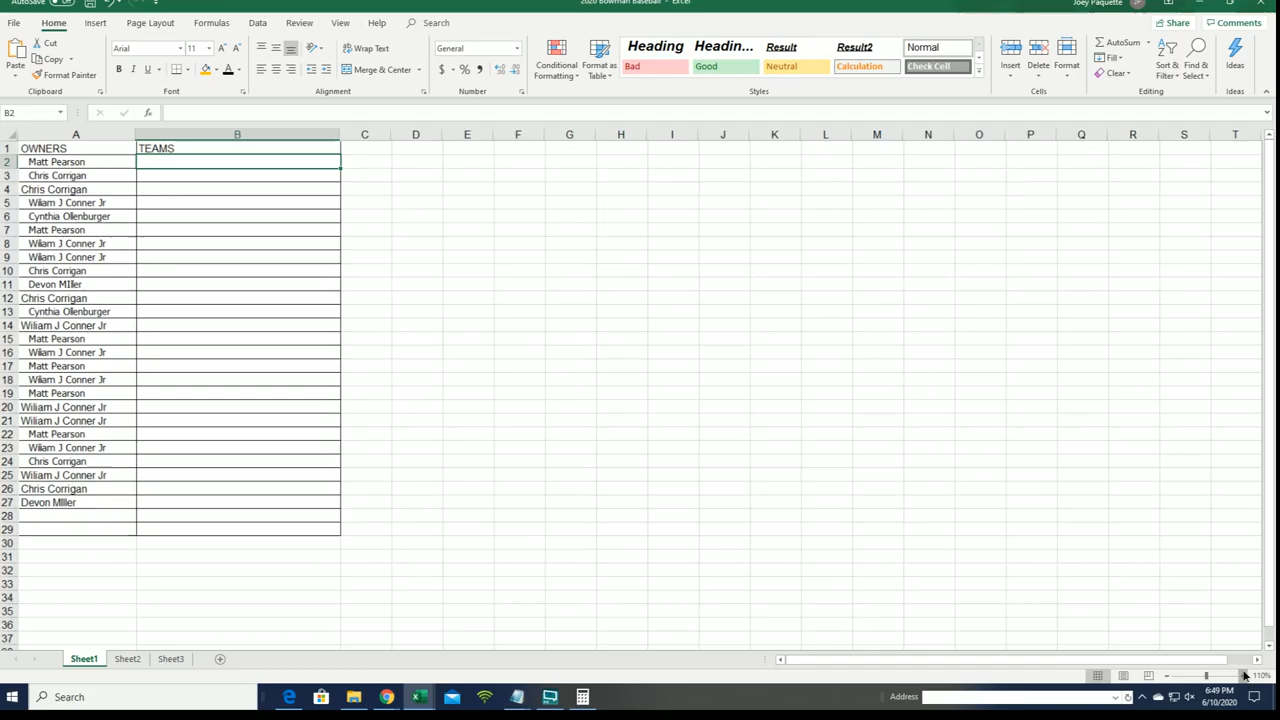 AutoSave Off 2020 Bowman Baseball - Excel Joey Paquette JP
File Home Insert Page Layout Formulas Data Review View Help Search Share Comments
Paste Cut Copy Format Painter Clipboard
Arial 11 A A B I U A Font
Wrap Text Merge & Center Alignment
General $ % , Number
Conditional Formatting Format as Table
Heading Headin... Result Result2 Normal
Bad Good Neutral Calculation Check Cell
Styles
Insert Delete Format Cells
AutoSum Fill Clear Sort & Filter Find & Select Editing
Ideas Ideas
B2 fx
A B C D E F G H I J K L M N O P Q R S T
1 OWNERS TEAMS
2 Matt Pearson
3 Chris Corrigan
4 Chris Corrigan
5 Wiliam J Conner Jr
6 Cynthia Ollenburger
7 Matt Pearson
8 Wiliam J Conner Jr
9 Wiliam J Conner Jr
10 Chris Corrigan
11 Devon MIller
12 Chris Corrigan
13 Cynthia Ollenburger
14 Wiliam J Conner Jr
15 Matt Pearson
16 Wiliam J Conner Jr
17 Matt Pearson
18 Wiliam J Conner Jr
19 Matt Pearson
20 Wiliam J Conner Jr
21 Wiliam J Conner Jr
22 Matt Pearson
23 Wiliam J Conner Jr
24 Chris Corrigan
25 Wiliam J Conner Jr
26 Chris Corrigan
27 Devon MIller
28
29
30
31
32
33
34
35
36
37
Sheet1 Sheet2 Sheet3
110%
Search Address 6:49 PM
6/10/2020